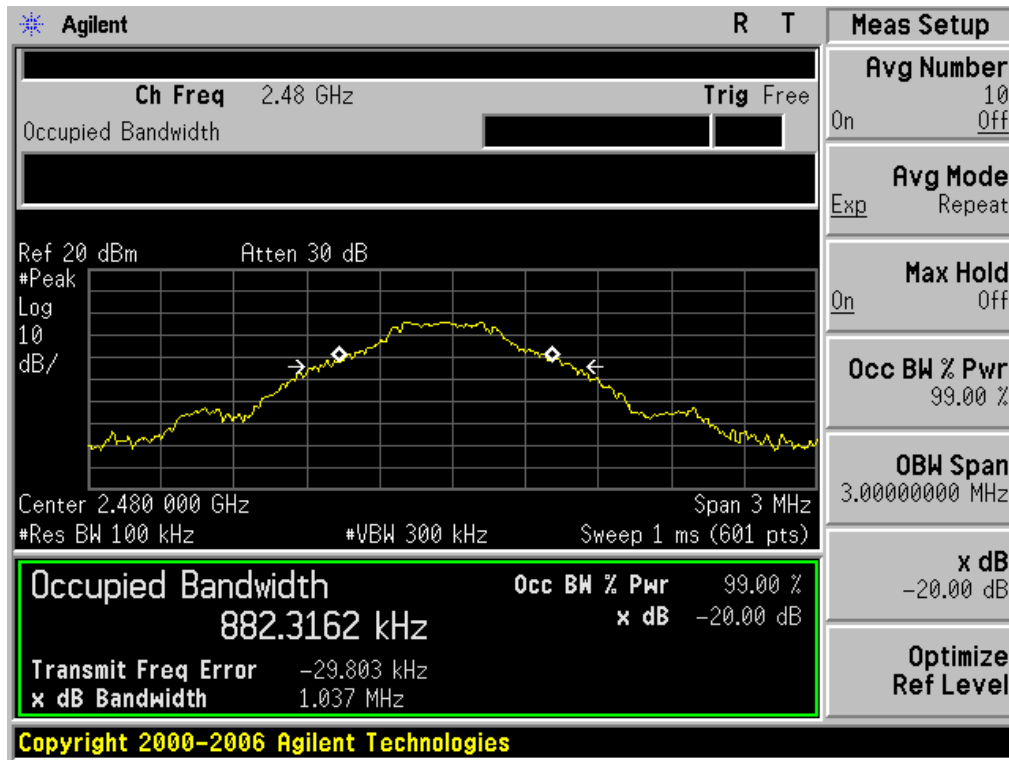 Agilent R T
Ch Freq 2.48 GHz Trig Free
Occupied Bandwidth
Ref 20 dBm Atten 30 dB
#Peak
Log
10
dB/
Center 2.480 000 GHz Span 3 MHz
#Res BW 100 kHz #VBW 300 kHz Sweep 1 ms (601 pts)
Occupied Bandwidth Occ BW % Pwr 99.00 %
882.3162 kHz x dB -20.00 dB
Transmit Freq Error -29.803 kHz
x dB Bandwidth 1.037 MHz
Copyright 2000-2006 Agilent Technologies
Meas Setup
Avg Number
10
On Off
Avg Mode
Exp Repeat
Max Hold
On Off
Occ BW % Pwr
99.00 %
OBW Span
3.00000000 MHz
x dB
-20.00 dB
Optimize
Ref Level